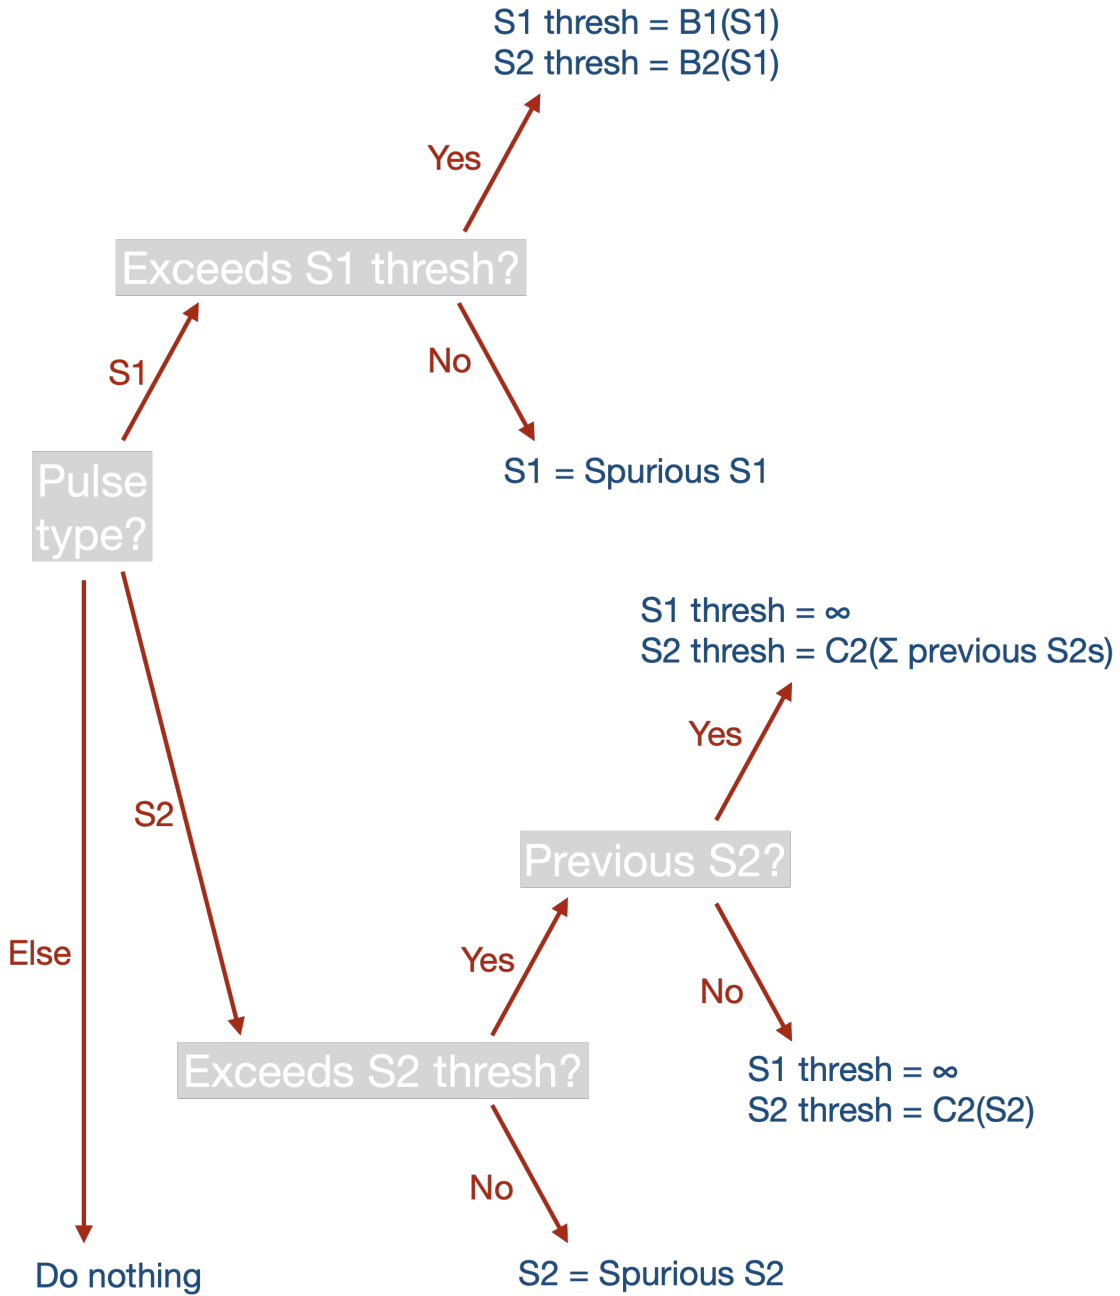 S1 thresh = B1(S1)
S2 thresh = B2(S1)
Yes
Exceeds S1 thresh?
S1
No
S1 = Spurious S1
Pulse
type?
S1 thresh = ∞
S2 thresh = C2(Σ previous S2s)
Yes
S2
Previous S2?
Else
Yes
No
Exceeds S2 thresh?
S1 thresh = ∞
S2 thresh = C2(S2)
No
Do nothing
S2 = Spurious S2